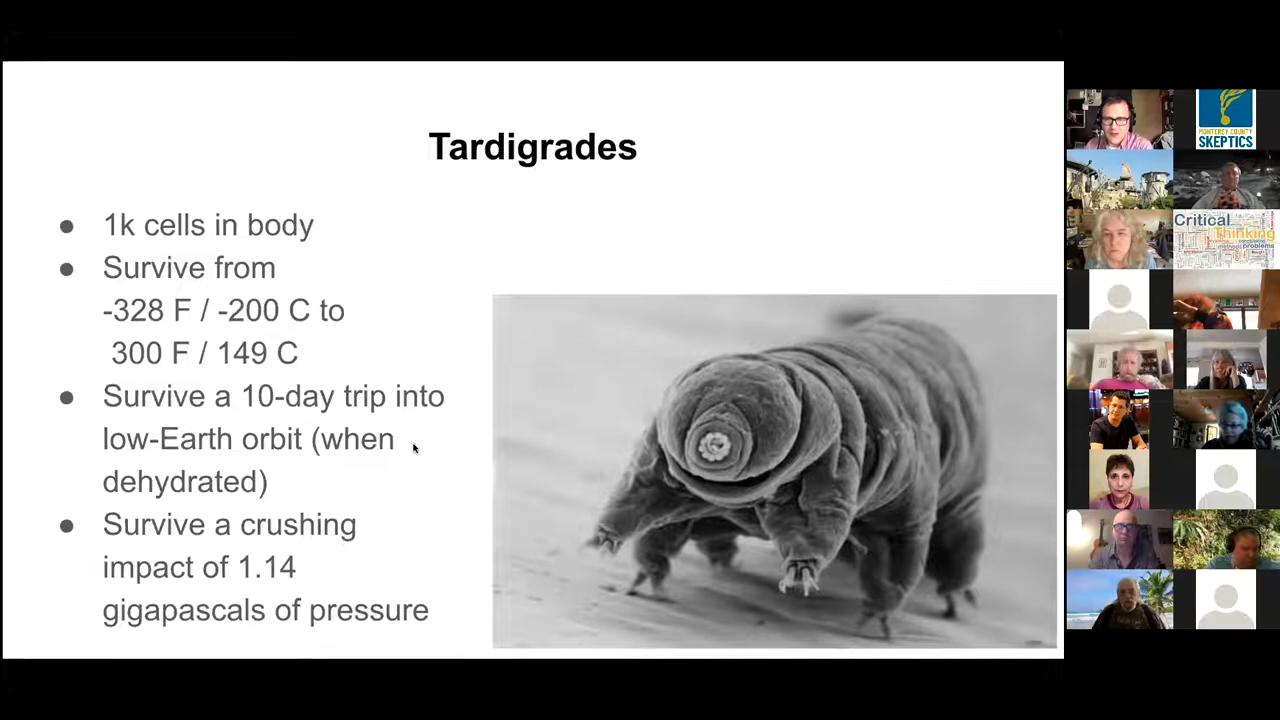 Tardigrades
● 1k cells in body
● Survive from
-328 F / -200 C to
300 F / 149 C
● Survive a 10-day trip into
low-Earth orbit (when
dehydrated)
● Survive a crushing
impact of 1.14
gigapascals of pressure
MONTEREY COUNTY
SKEPTICS
Critical
Thinking
problems